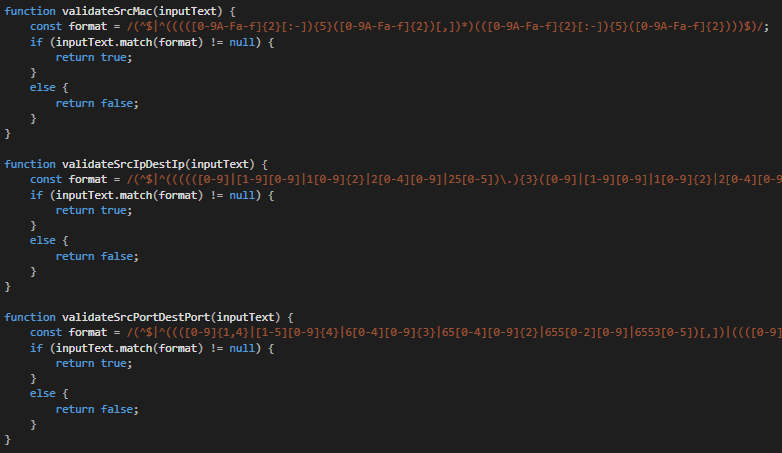 function validateSrcMac(inputText) {
    const format = /(^$|^(((([0-9A-Fa-f]{2}[:-]){5}([0-9A-Fa-f]{2})[,])*)(([0-9A-Fa-f]{2}[:-]){5}([0-9A-Fa-f]{2})))$)/;
    if (inputText.match(format) != null) {
        return true;
    }
    else {
        return false;
    }
}

function validateSrcIpDestIp(inputText) {
    const format = /(^$|^((((([0-9]|[1-9][0-9]|1[0-9]{2}|2[0-4][0-9]|25[0-5])\.){3}([0-9]|[1-9][0-9]|1[0-9]{2}|2[0-4][0-9
    if (inputText.match(format) != null) {
        return true;
    }
    else {
        return false;
    }
}

function validateSrcPortDestPort(inputText) {
    const format = /(^$|^((([0-9]{1,4}|[1-5][0-9]{4}|6[0-4][0-9]{3}|65[0-4][0-9]{2}|655[0-2][0-9]|6553[0-5])[,])|(((([0-9]
    if (inputText.match(format) != null) {
        return true;
    }
    else {
        return false;
    }
}